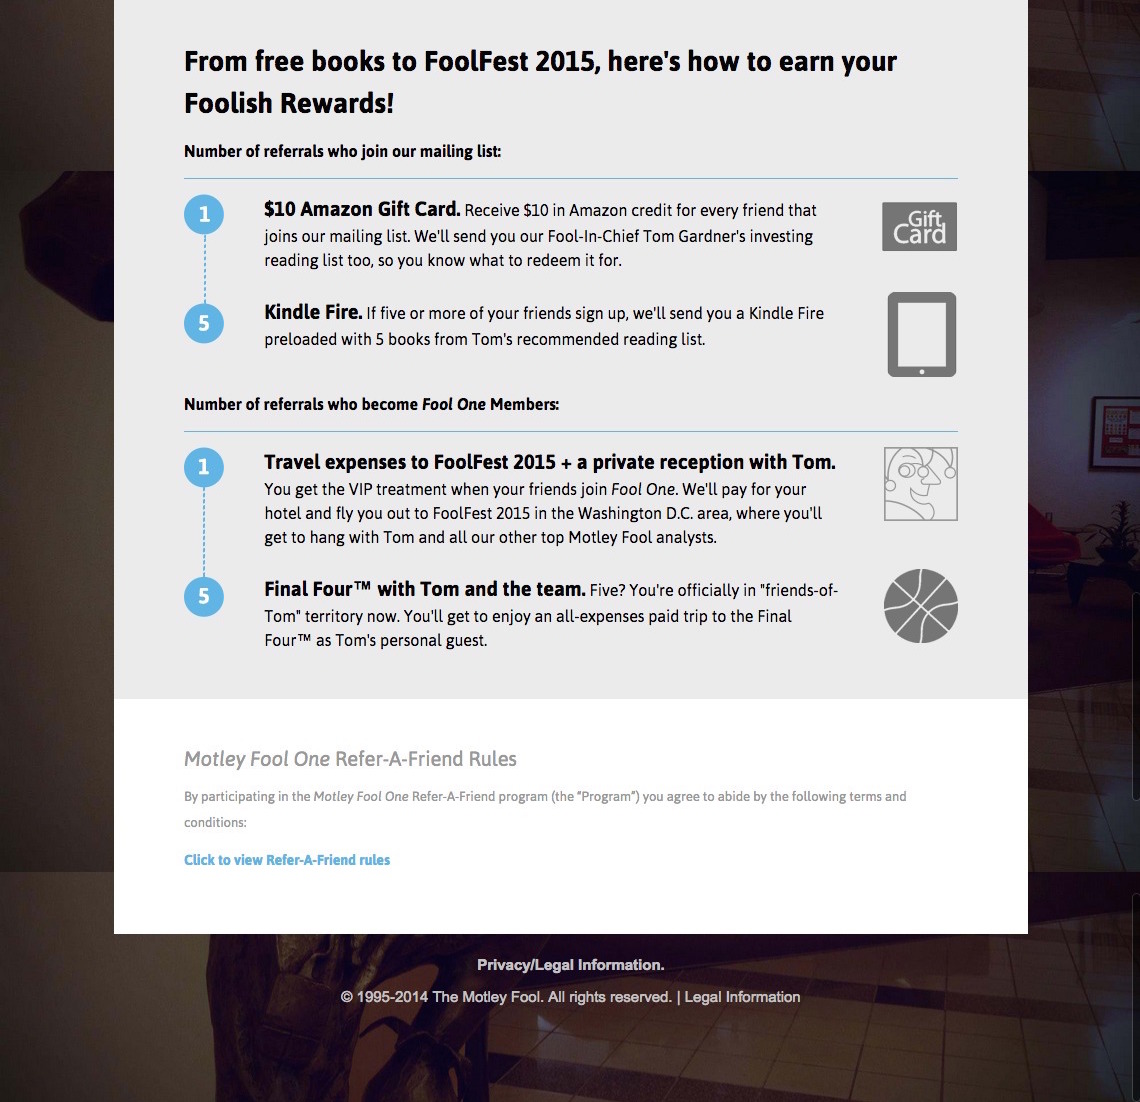 From free books to FoolFest 2015, here's how to earn your
Foolish Rewards!
Number of referrals who join our mailing list:
1
$10 Amazon Gift Card. Receive $10 in Amazon credit for every friend that
joins our mailing list. We'll send you our Fool-In-Chief Tom Gardner's investing
reading list too, so you know what to redeem it for.
Gift
Card
5
Kindle Fire. If five or more of your friends sign up, we'll send you a Kindle Fire
preloaded with 5 books from Tom's recommended reading list.
Number of referrals who become Fool One Members:
1
Travel expenses to FoolFest 2015 + a private reception with Tom.
You get the VIP treatment when your friends join Fool One. We'll pay for your
hotel and fly you out to FoolFest 2015 in the Washington D.C. area, where you'll
get to hang with Tom and all our other top Motley Fool analysts.
5
Final Four™ with Tom and the team. Five? You're officially in "friends-of-
Tom" territory now. You'll get to enjoy an all-expenses paid trip to the Final
Four™ as Tom's personal guest.
Motley Fool One Refer-A-Friend Rules
By participating in the Motley Fool One Refer-A-Friend program (the “Program”) you agree to abide by the following terms and
conditions:
Click to view Refer-A-Friend rules
Privacy/Legal Information.
© 1995-2014 The Motley Fool. All rights reserved. | Legal Information